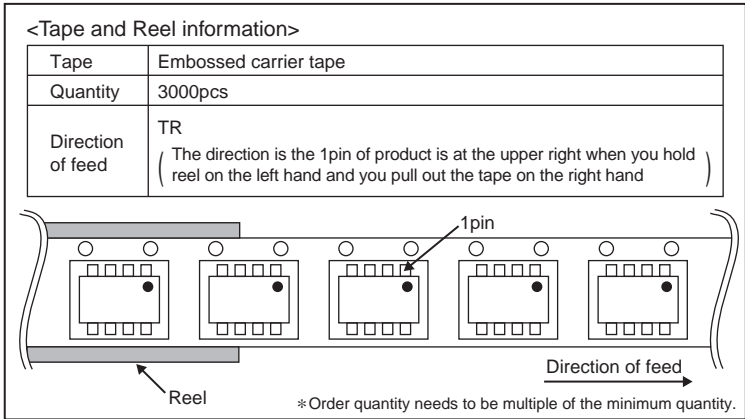 <Tape and Reel information>
Tape Embossed carrier tape
Quantity 3000pcs
Direction of feed TR
( The direction is the 1pin of product is at the upper right when you hold
reel on the left hand and you pull out the tape on the right hand )
1pin
Direction of feed
Reel
*Order quantity needs to be multiple of the minimum quantity.